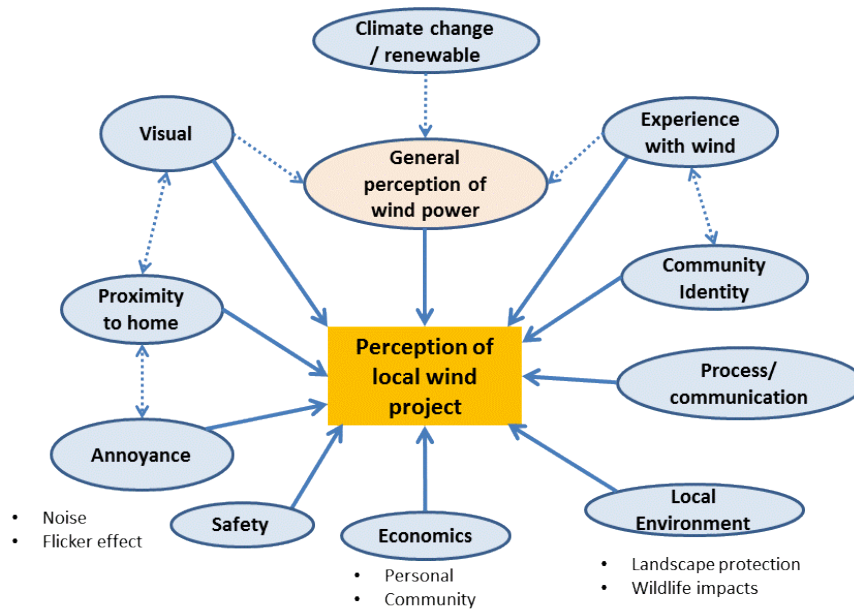 Climate change
/ renewable
Visual
Experience
with wind
General
perception of
wind power
Community
Identity
Proximity
to home
Perception of
local wind
project
Process/
communication
Annoyance
Local
Environment
Safety
Economics
• Noise
• Flicker effect
• Personal
• Community
• Landscape protection
• Wildlife impacts